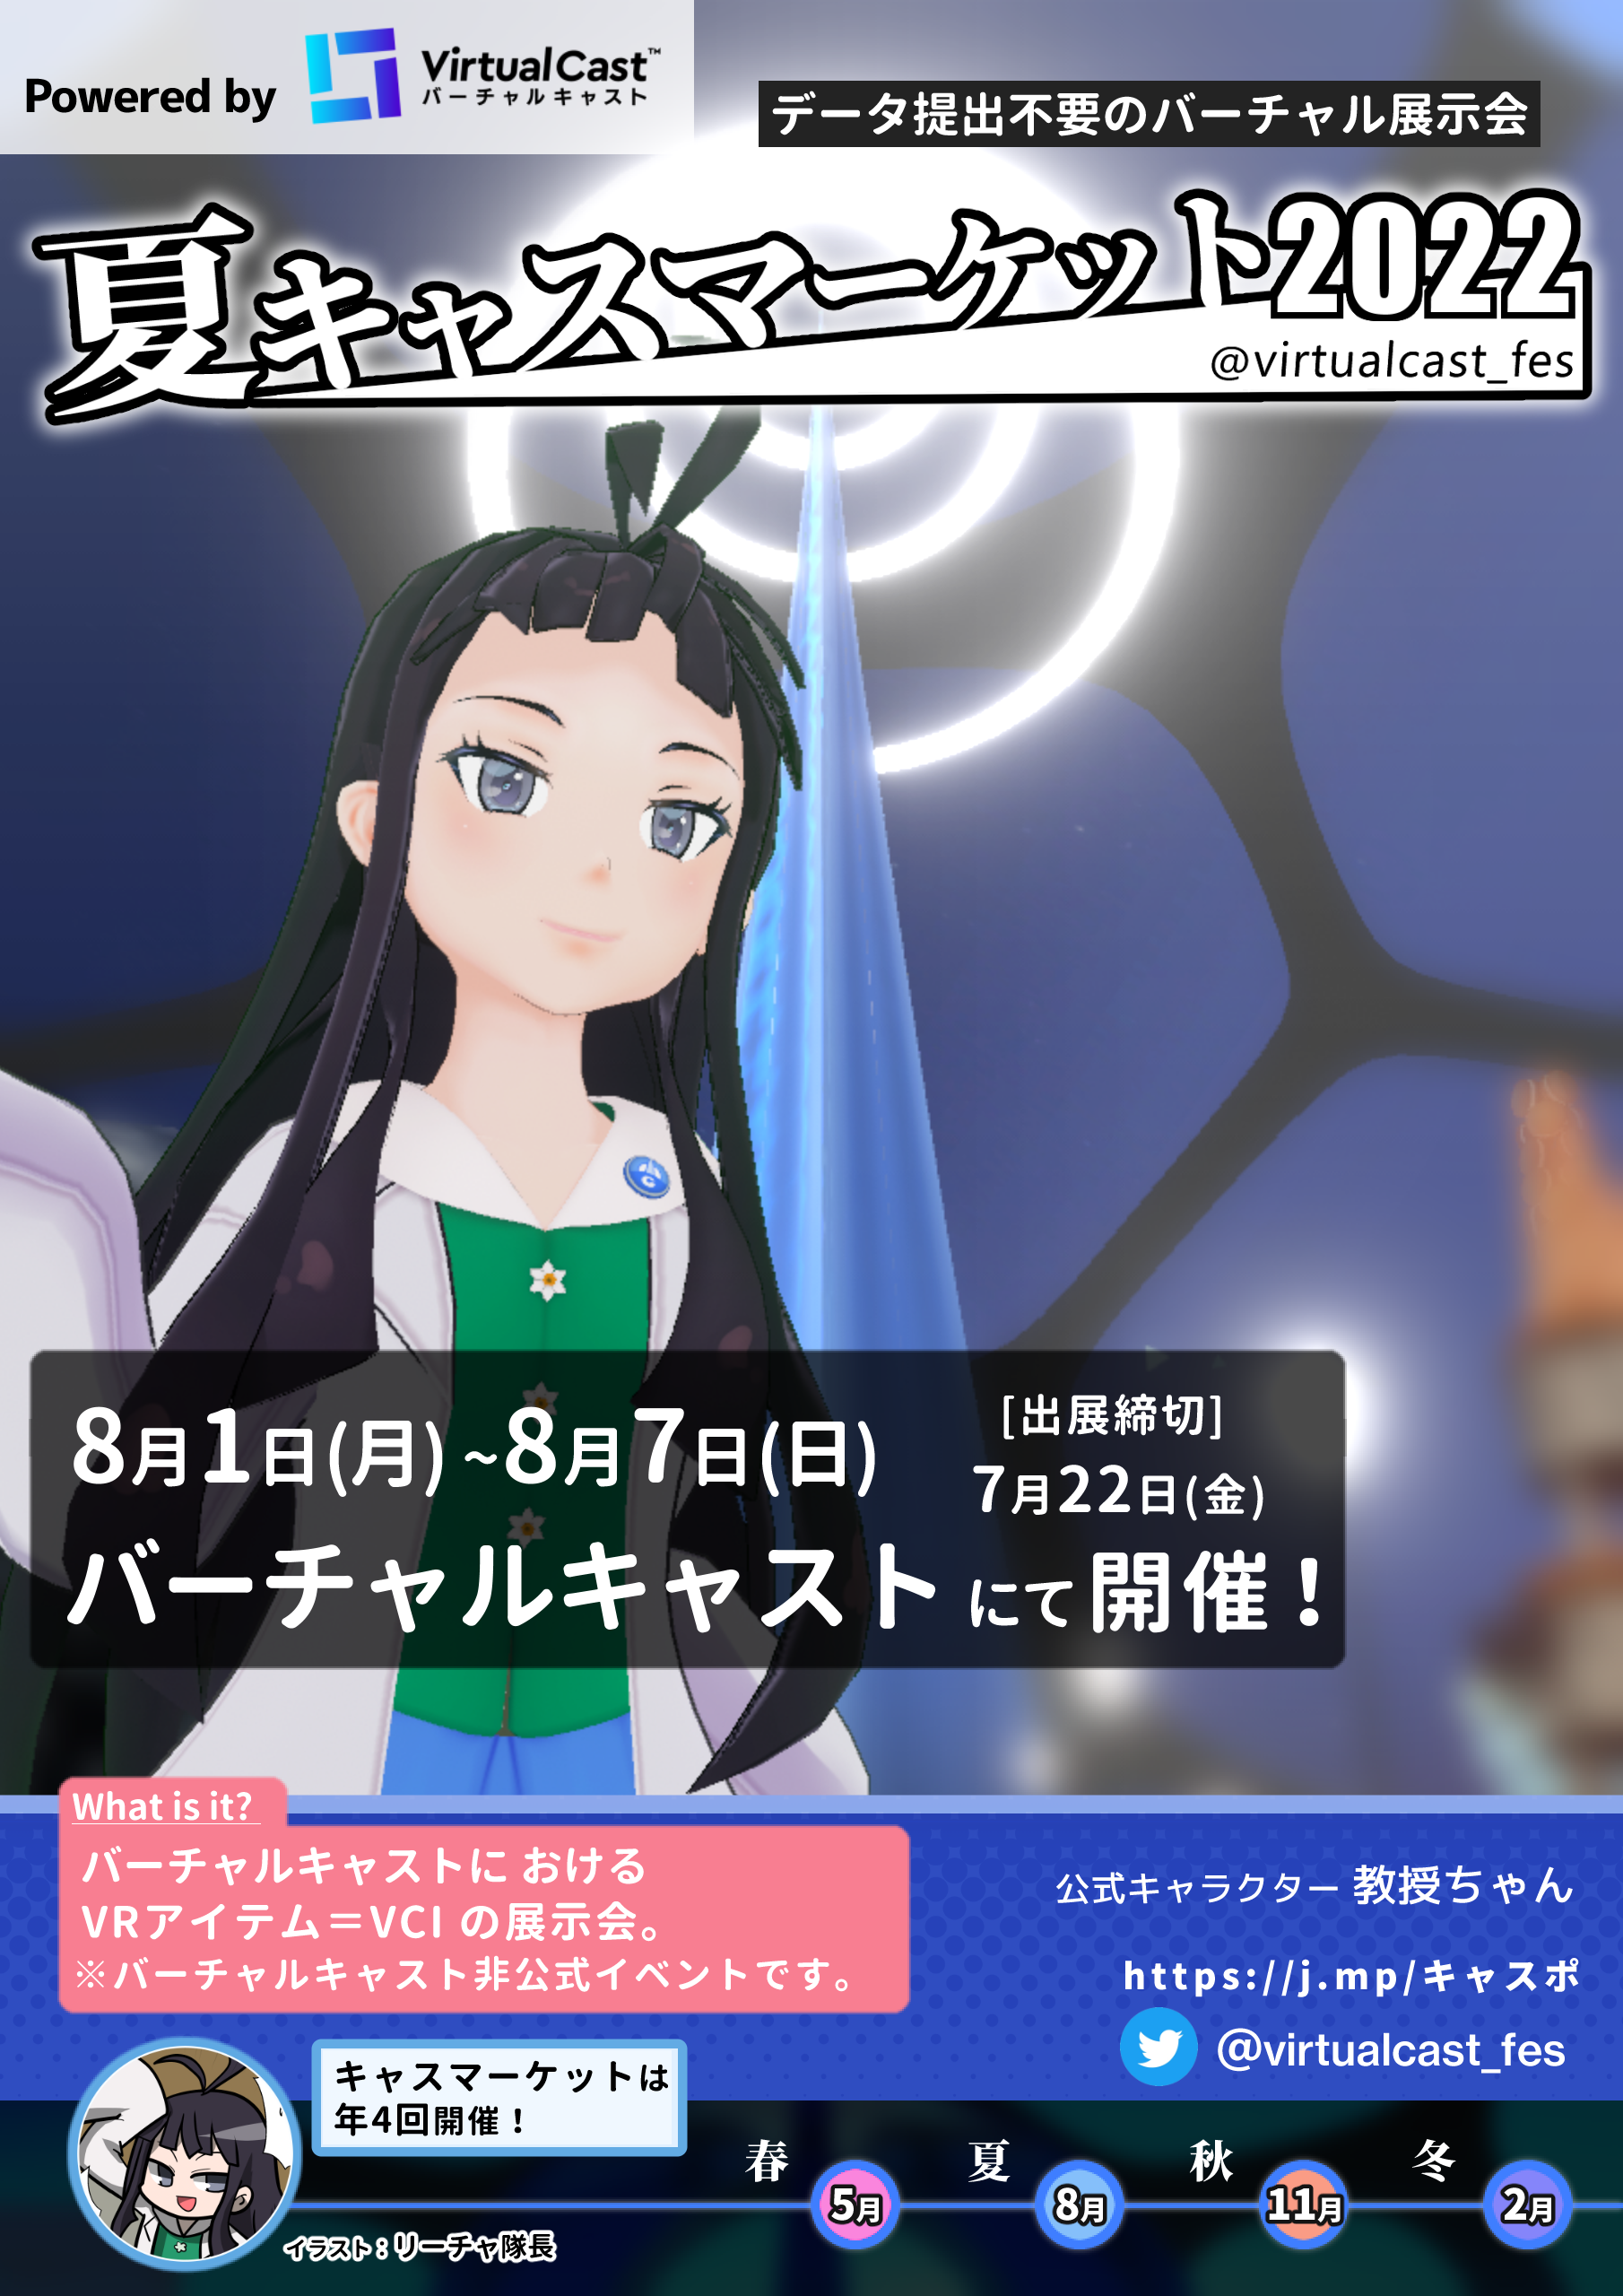 Powered by
VirtualCast™
バーチャルキャスト
データ提出不要のバーチャル展示会
夏キャスマーケット2022
@virtualcast_fes
8月1日(月)~8月7日(日)
[出展締切]
7月22日(金)
バーチャルキャストにて開催！
What is it?
バーチャルキャストに おける
VRアイテム＝VCI の展示会。
※バーチャルキャスト非公式イベントです。
公式キャラクター 教授ちゃん
https://j.mp/キャスポ
@virtualcast_fes
キャスマーケットは
年4回開催！
春 夏 秋 冬
5月 8月 11月 2月
イラスト：リーチャ隊長